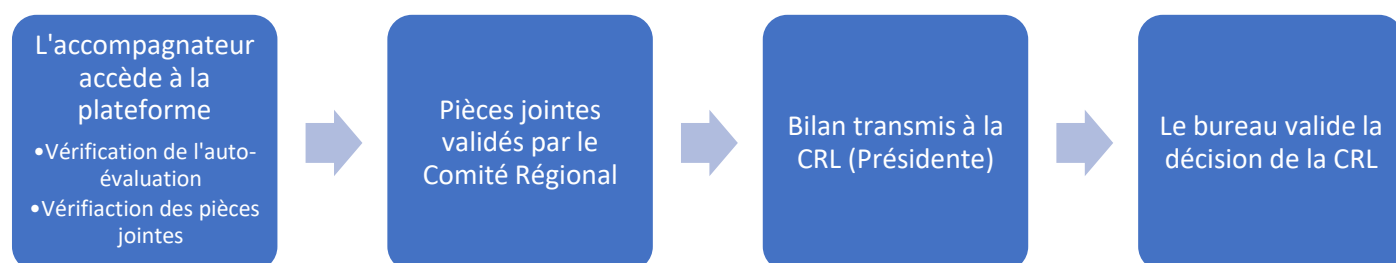 L'accompagnateur
accède à la
plateforme
•Vérification de l'auto-
évaluation
•Vérifiaction des pièces
jointes
Pièces jointes
validés par le
Comité Régional
Bilan transmis à la
CRL (Présidente)
Le bureau valide la
décision de la CRL